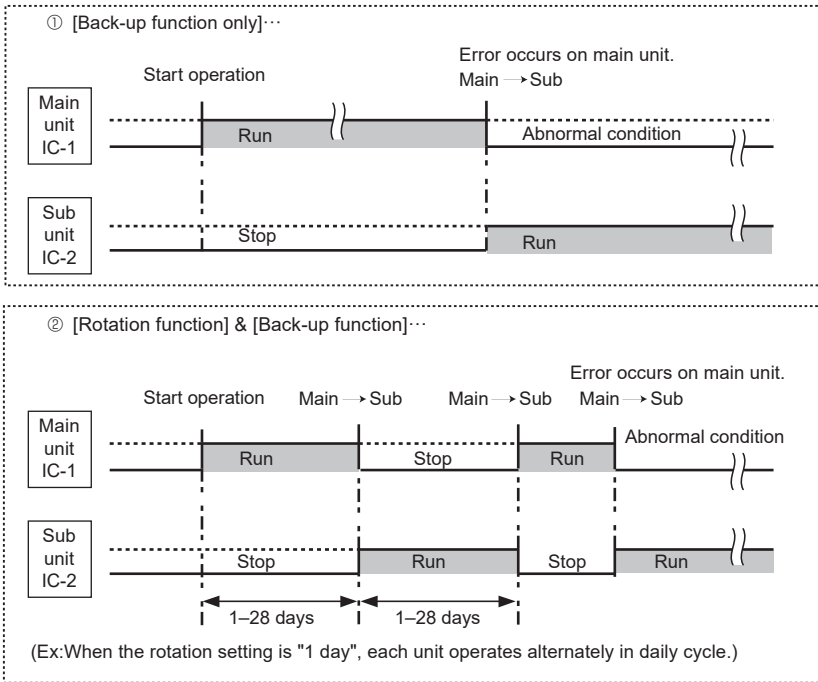 ① [Back-up function only]···
Error occurs on main unit.
Start operation
Main → Sub
Main
unit
IC-1
Run
Abnormal condition
Sub
unit
IC-2
Stop
Run
② [Rotation function] & [Back-up function]···
Error occurs on main unit.
Start operation
Main → Sub
Main → Sub
Main → Sub
Main
unit
IC-1
Run
Stop
Run
Abnormal condition
Sub
unit
IC-2
Stop
Run
Stop
Run
1–28 days
1–28 days
(Ex:When the rotation setting is "1 day", each unit operates alternately in daily cycle.)